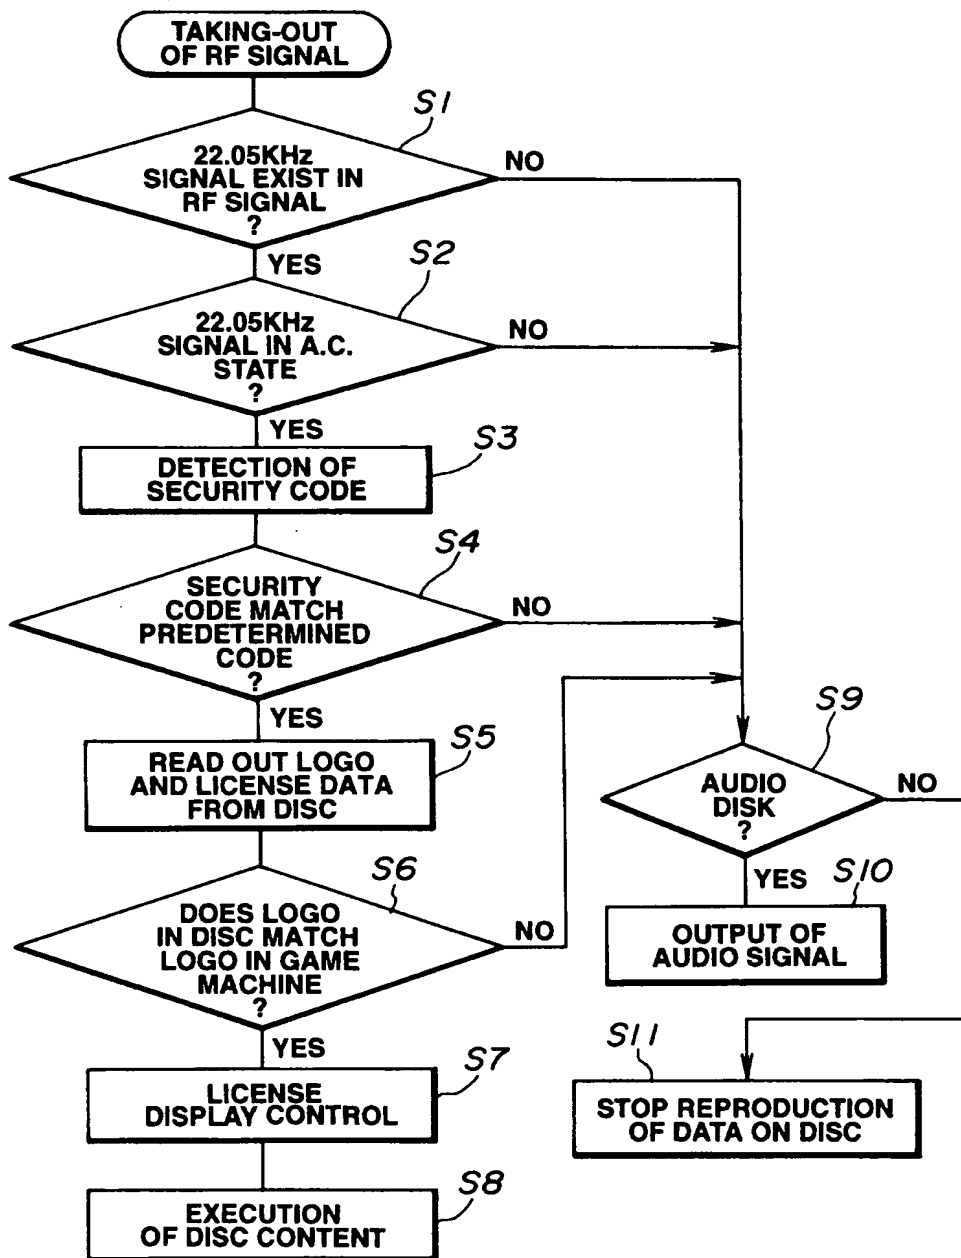 TAKING-OUT
OF RF SIGNAL
S1
22.05KHz
SIGNAL EXIST IN
RF SIGNAL
?
NO
YES
S2
22.05KHz
SIGNAL IN A.C.
STATE
?
NO
YES
S3
DETECTION OF
SECURITY CODE
S4
SECURITY
CODE MATCH
PREDETERMINED
CODE
?
NO
YES
S5
READ OUT LOGO
AND LICENSE DATA
FROM DISC
S6
DOES LOGO
IN DISC MATCH
LOGO IN GAME
MACHINE
?
NO
YES
S7
LICENSE
DISPLAY CONTROL
S8
EXECUTION
OF DISC CONTENT
S9
AUDIO
DISK
?
NO
YES
S10
OUTPUT OF
AUDIO SIGNAL
S11
STOP REPRODUCTION
OF DATA ON DISC